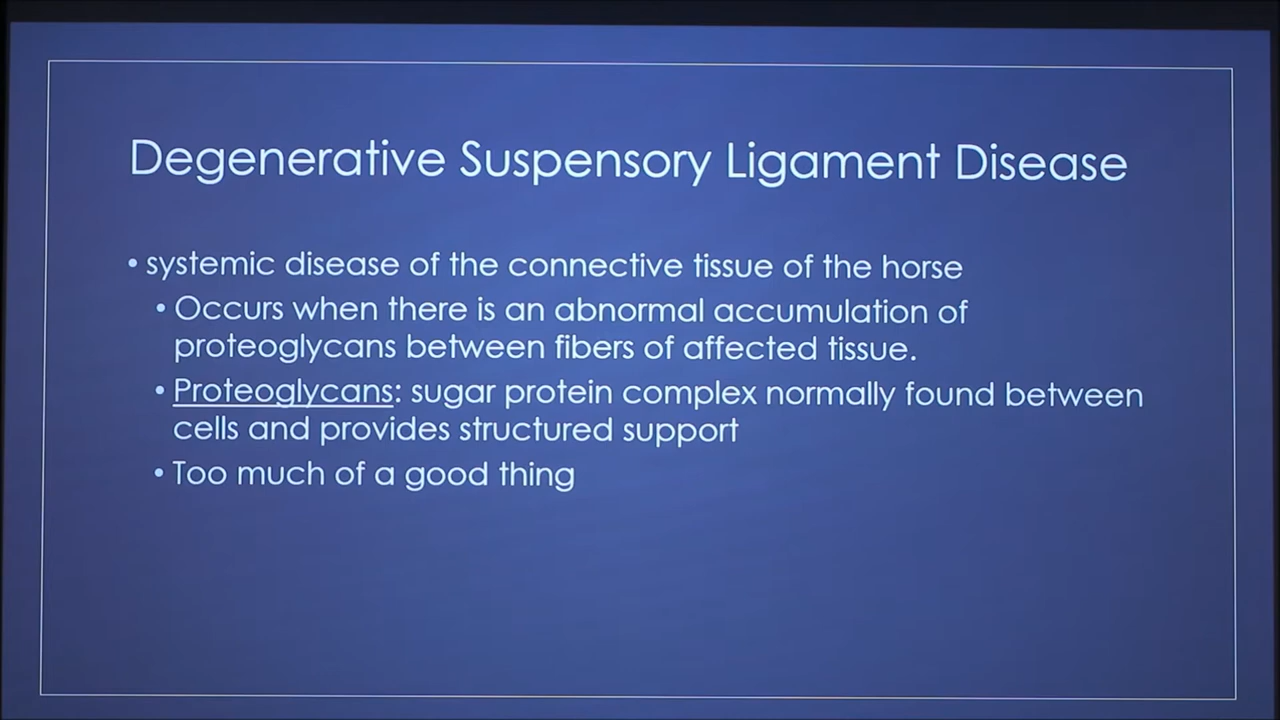 Degenerative Suspensory Ligament Disease
• systemic disease of the connective tissue of the horse
• Occurs when there is an abnormal accumulation of
proteoglycans between fibers of affected tissue.
• Proteoglycans: sugar protein complex normally found between
cells and provides structured support
• Too much of a good thing